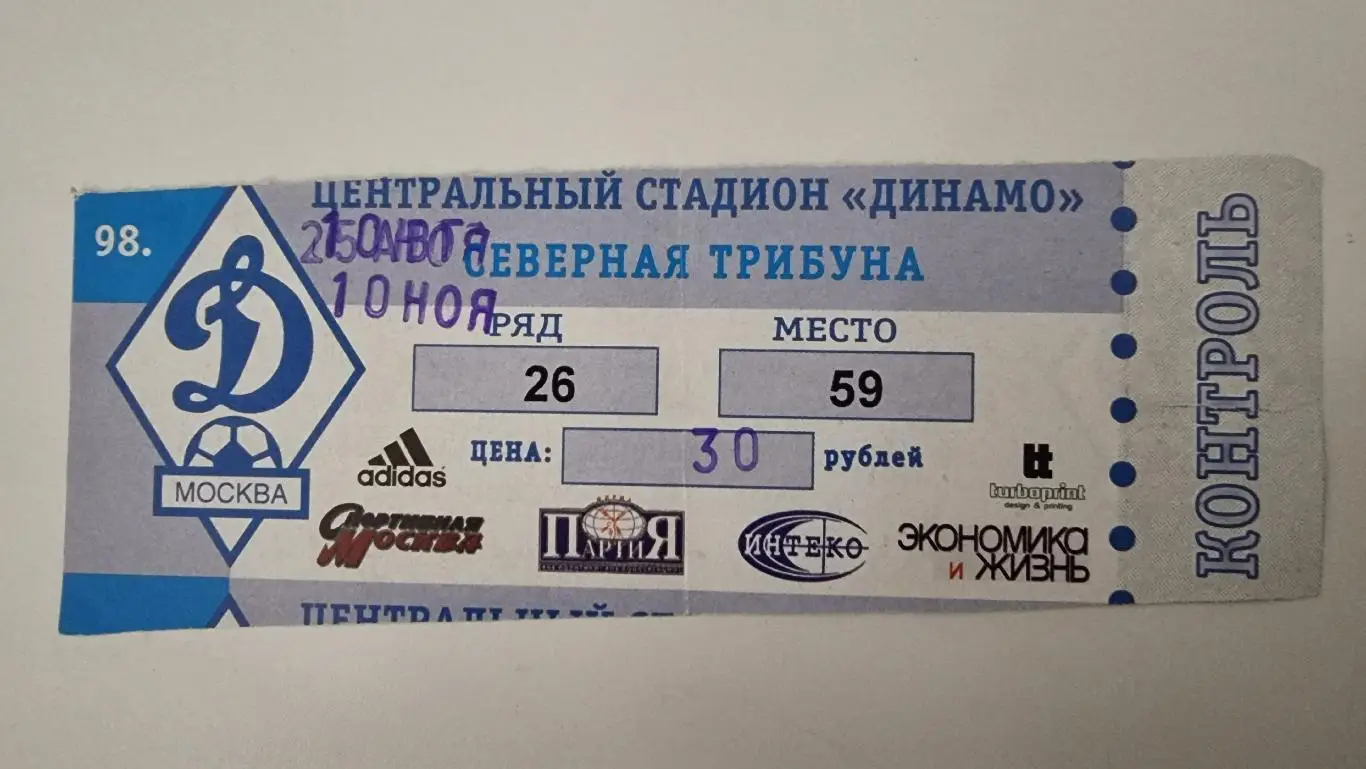 ЦЕНТРАЛЬНЫЙ СТАДИОН «ДИНАМО»
98.
СЕВЕРНАЯ ТРИБУНА
10 НОЯ
РЯД
МЕСТО
26
59
ЦЕНА: 30 рублей
adidas
МОСКВА
turboprint
design & printing
СПОРТИВНАЯ
МОСКВА
ПАРТИЯ
ИНТЕКО
ЭКОНОМИКА
И ЖИЗНЬ
КОНТРОЛЬ